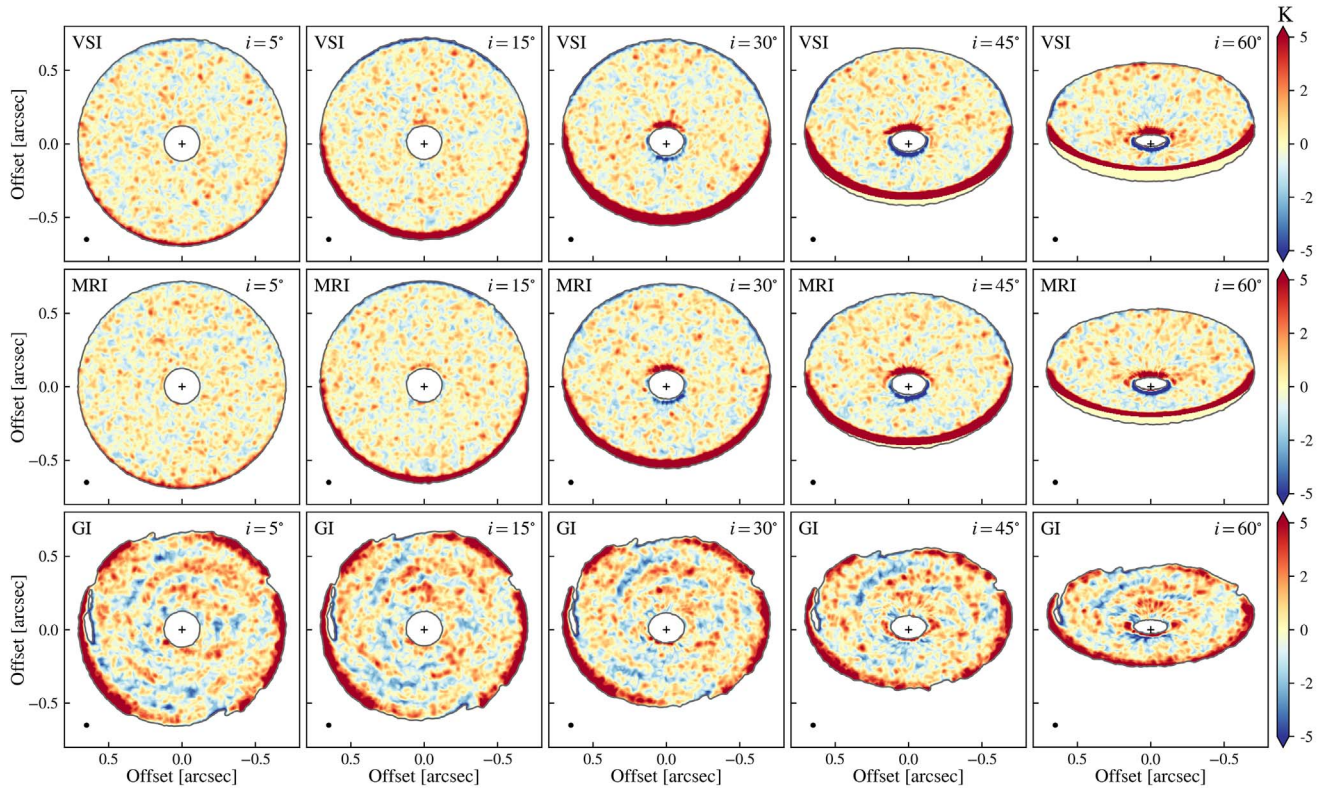 K
VSI i = 5° VSI i = 15° VSI i = 30° VSI i = 45° VSI i = 60°
5
2
0
-2
-5
Offset [arcsec]
0.5
0.0
−0.5
MRI i = 5° MRI i = 15° MRI i = 30° MRI i = 45° MRI i = 60°
5
2
0
-2
-5
Offset [arcsec]
0.5
0.0
−0.5
GI i = 5° GI i = 15° GI i = 30° GI i = 45° GI i = 60°
5
2
0
-2
-5
Offset [arcsec]
0.5
0.0
−0.5
0.5 0.0 −0.5 0.5 0.0 −0.5 0.5 0.0 −0.5 0.5 0.0 −0.5 0.5 0.0 −0.5
Offset [arcsec] Offset [arcsec] Offset [arcsec] Offset [arcsec] Offset [arcsec]